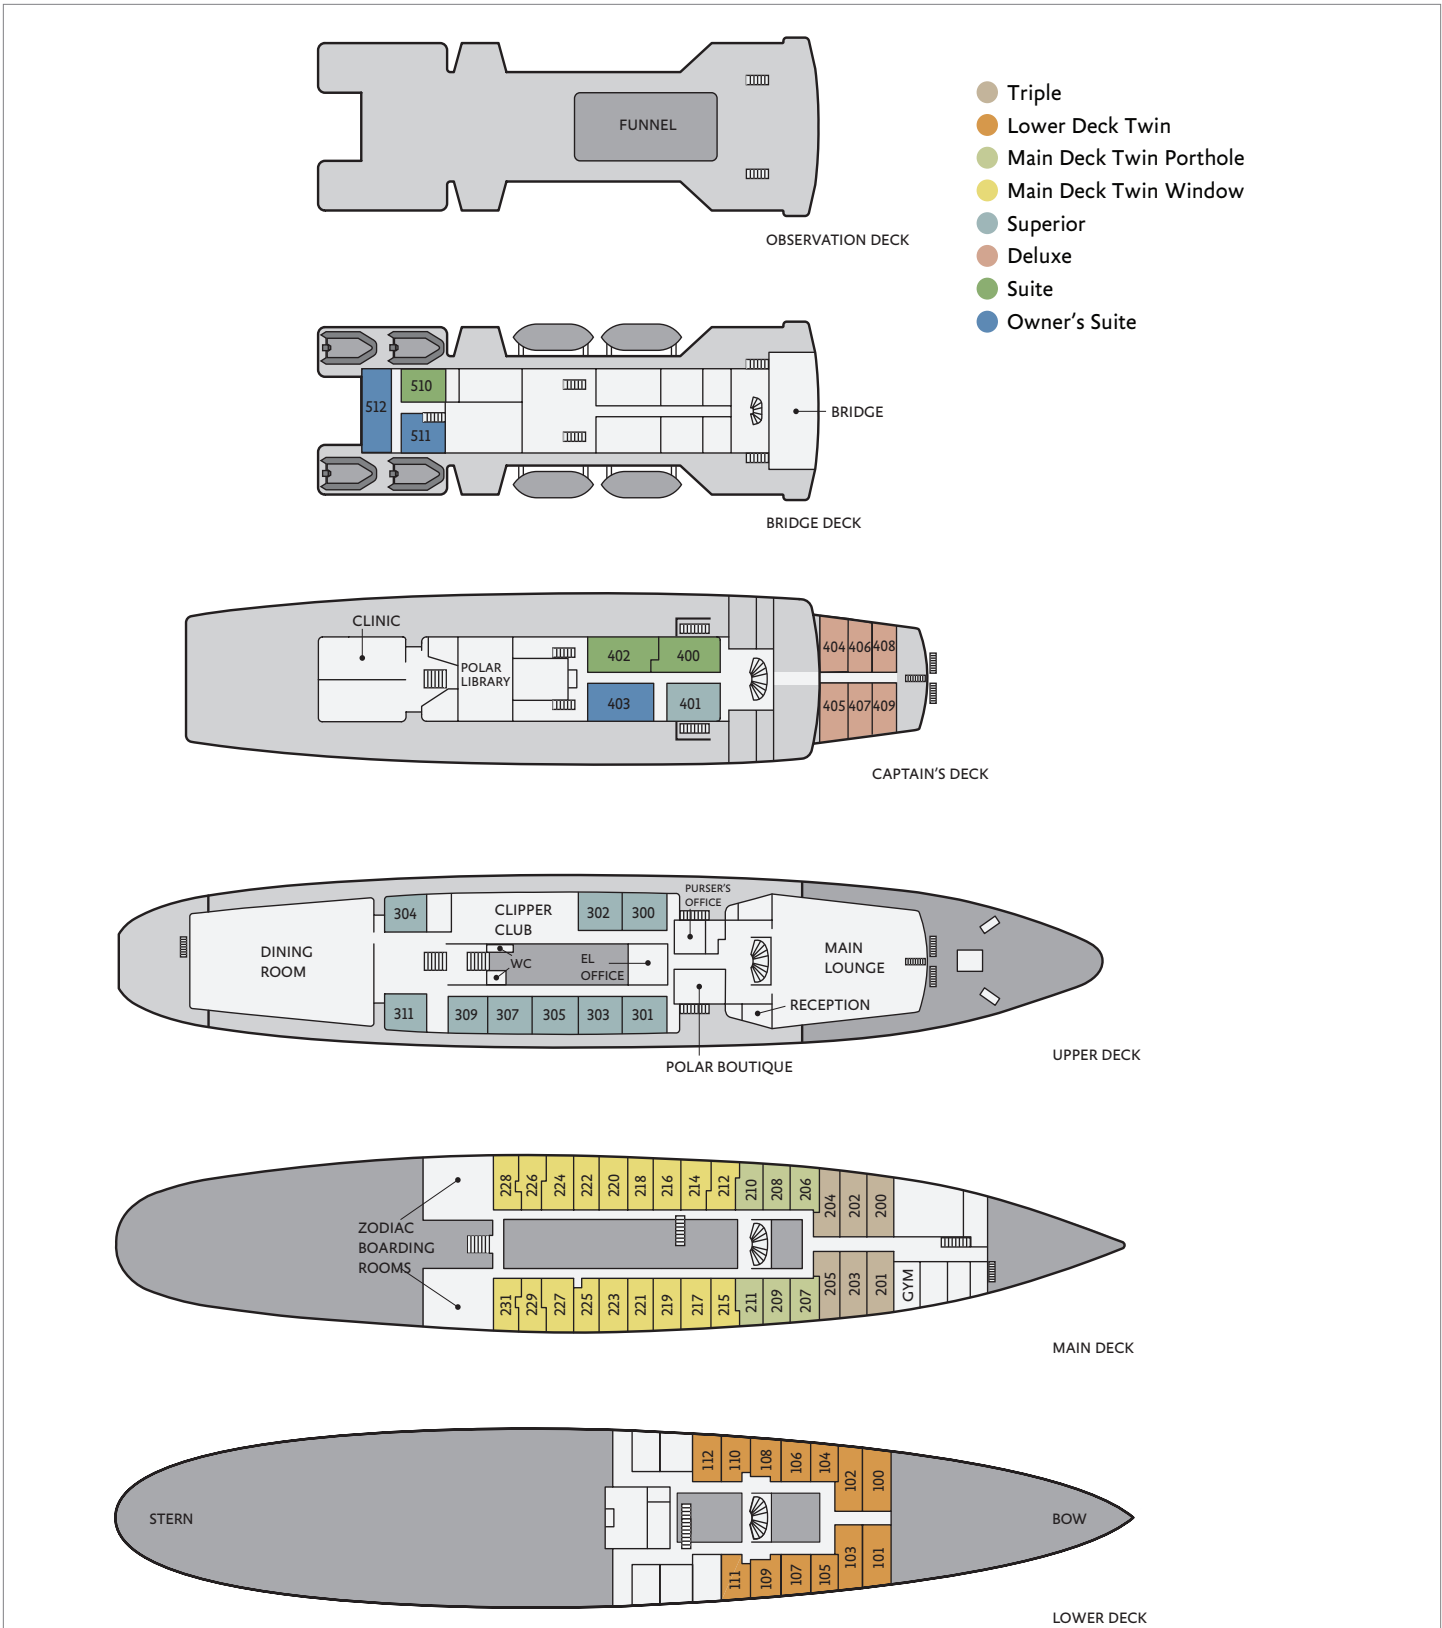 FUNNEL
OBSERVATION DECK
Triple
Lower Deck Twin
Main Deck Twin Porthole
Main Deck Twin Window
Superior
Deluxe
Suite
Owner's Suite
510
512
511
BRIDGE
BRIDGE DECK
CLINIC
POLAR
LIBRARY
402
400
403
401
404
406
408
405
407
409
CAPTAIN'S DECK
304
CLIPPER
CLUB
302
300
PURSER'S
OFFICE
DINING
ROOM
WC
EL
OFFICE
MAIN
LOUNGE
311
309
307
305
303
301
RECEPTION
POLAR BOUTIQUE
UPPER DECK
228
226
224
222
220
218
216
214
212
210
208
206
204
202
200
ZODIAC
BOARDING
ROOMS
231
229
227
225
223
221
219
217
215
211
209
207
205
203
201
GYM
MAIN DECK
112
110
108
106
104
102
100
STERN
BOW
111
109
107
105
103
101
LOWER DECK